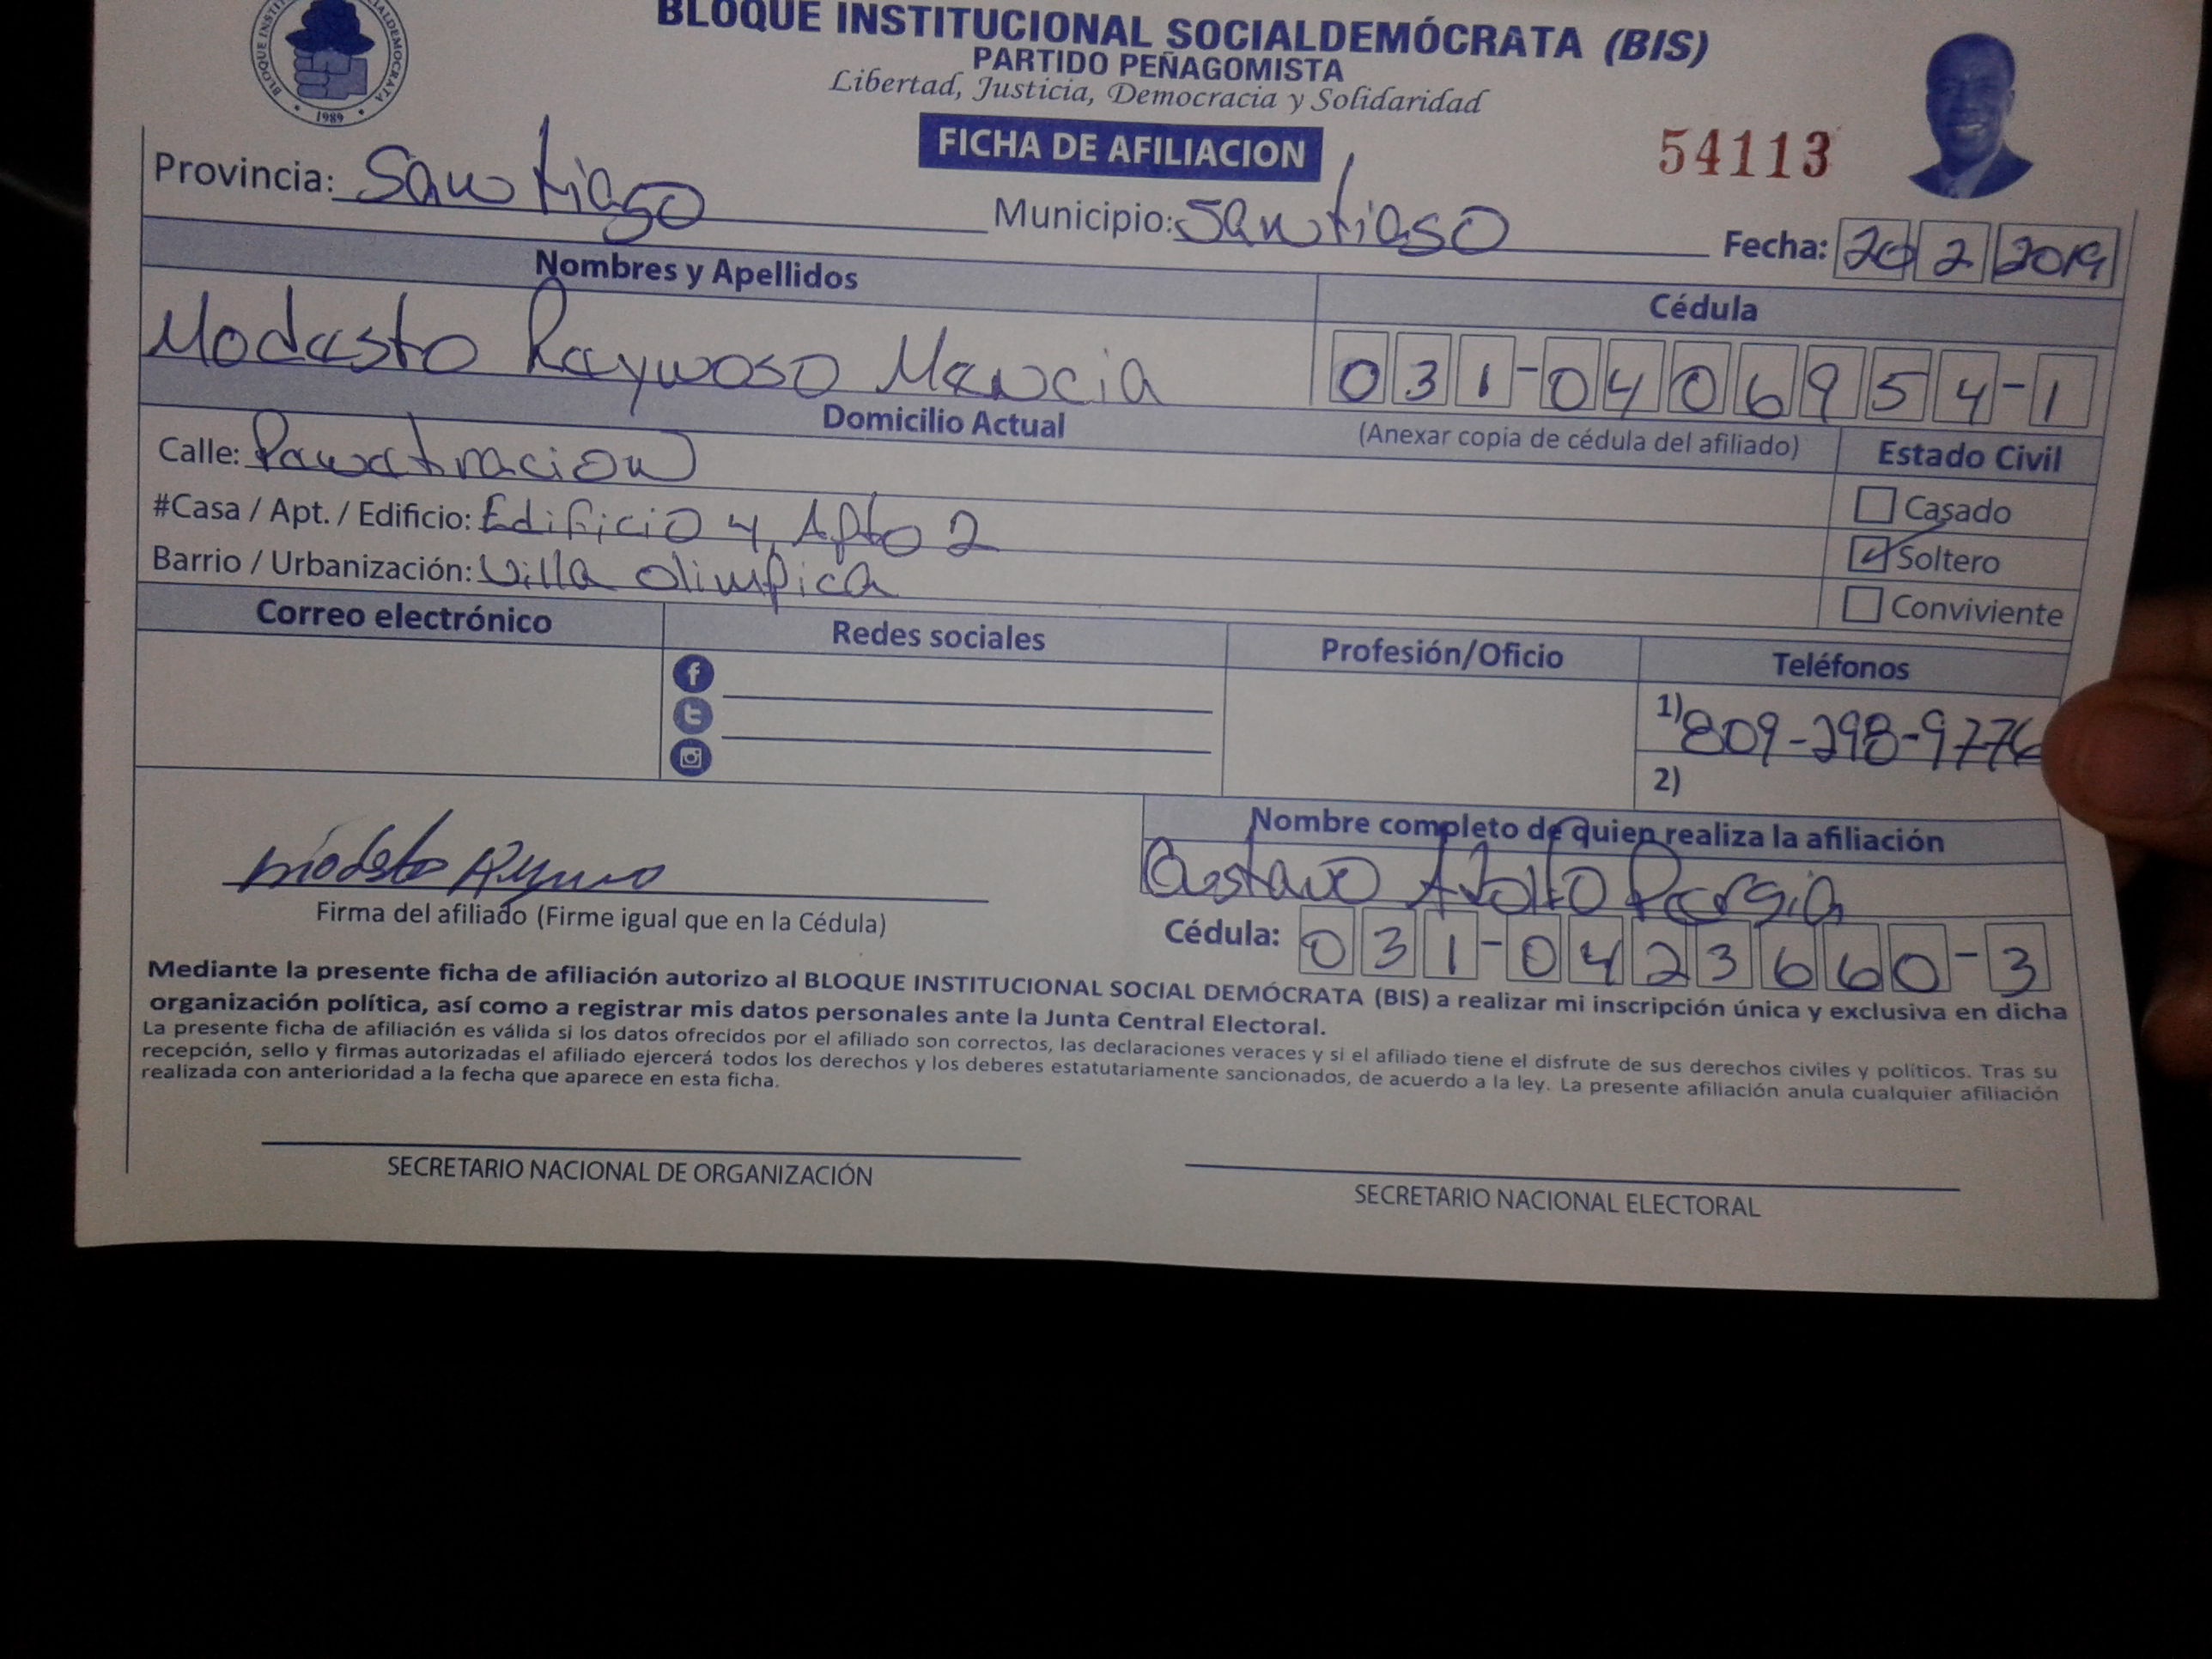 BLOQUE INSTITUCIONAL SOCIALDEMÓCRATA (BIS)
PARTIDO PEÑAGOMISTA
Libertad, Justicia, Democracia y Solidaridad
1989
FICHA DE AFILIACION
54113
Provincia: Santiago
Municipio: Santiago
Fecha: 20 2 2019
Nombres y Apellidos
Cédula
Modesto Raynoso Mencia
031-0406954-1
Domicilio Actual
(Anexar copia de cédula del afiliado)
Estado Civil
Calle: Penetracion
#Casa / Apt. / Edificio: Edificio 4 Apto 2
Barrio / Urbanización: Villa olimpica
Casado
Soltero
Conviviente
Correo electrónico
Redes sociales
Profesión/Oficio
Teléfonos
1) 809-298-9776
2)
Nombre completo de quien realiza la afiliación
Gustavo Adolfo
Modesto
Firma del afiliado (Firme igual que en la Cédula)
Cédula: 031-0423660-3
Mediante la presente ficha de afiliación autorizo al BLOQUE INSTITUCIONAL SOCIAL DEMÓCRATA (BIS) a realizar mi inscripción única y exclusiva en dicha
organización política, así como a registrar mis datos personales ante la Junta Central Electoral.
La presente ficha de afiliación es válida si los datos ofrecidos por el afiliado son correctos, las declaraciones veraces y si el afiliado tiene el disfrute de sus derechos civiles y políticos. Tras su
recepción, sello y firmas autorizadas el afiliado ejercerá todos los derechos y los deberes estatutariamente sancionados, de acuerdo a la ley. La presente afiliación anula cualquier afiliación
realizada con anterioridad a la fecha que aparece en esta ficha.
SECRETARIO NACIONAL DE ORGANIZACIÓN
SECRETARIO NACIONAL ELECTORAL